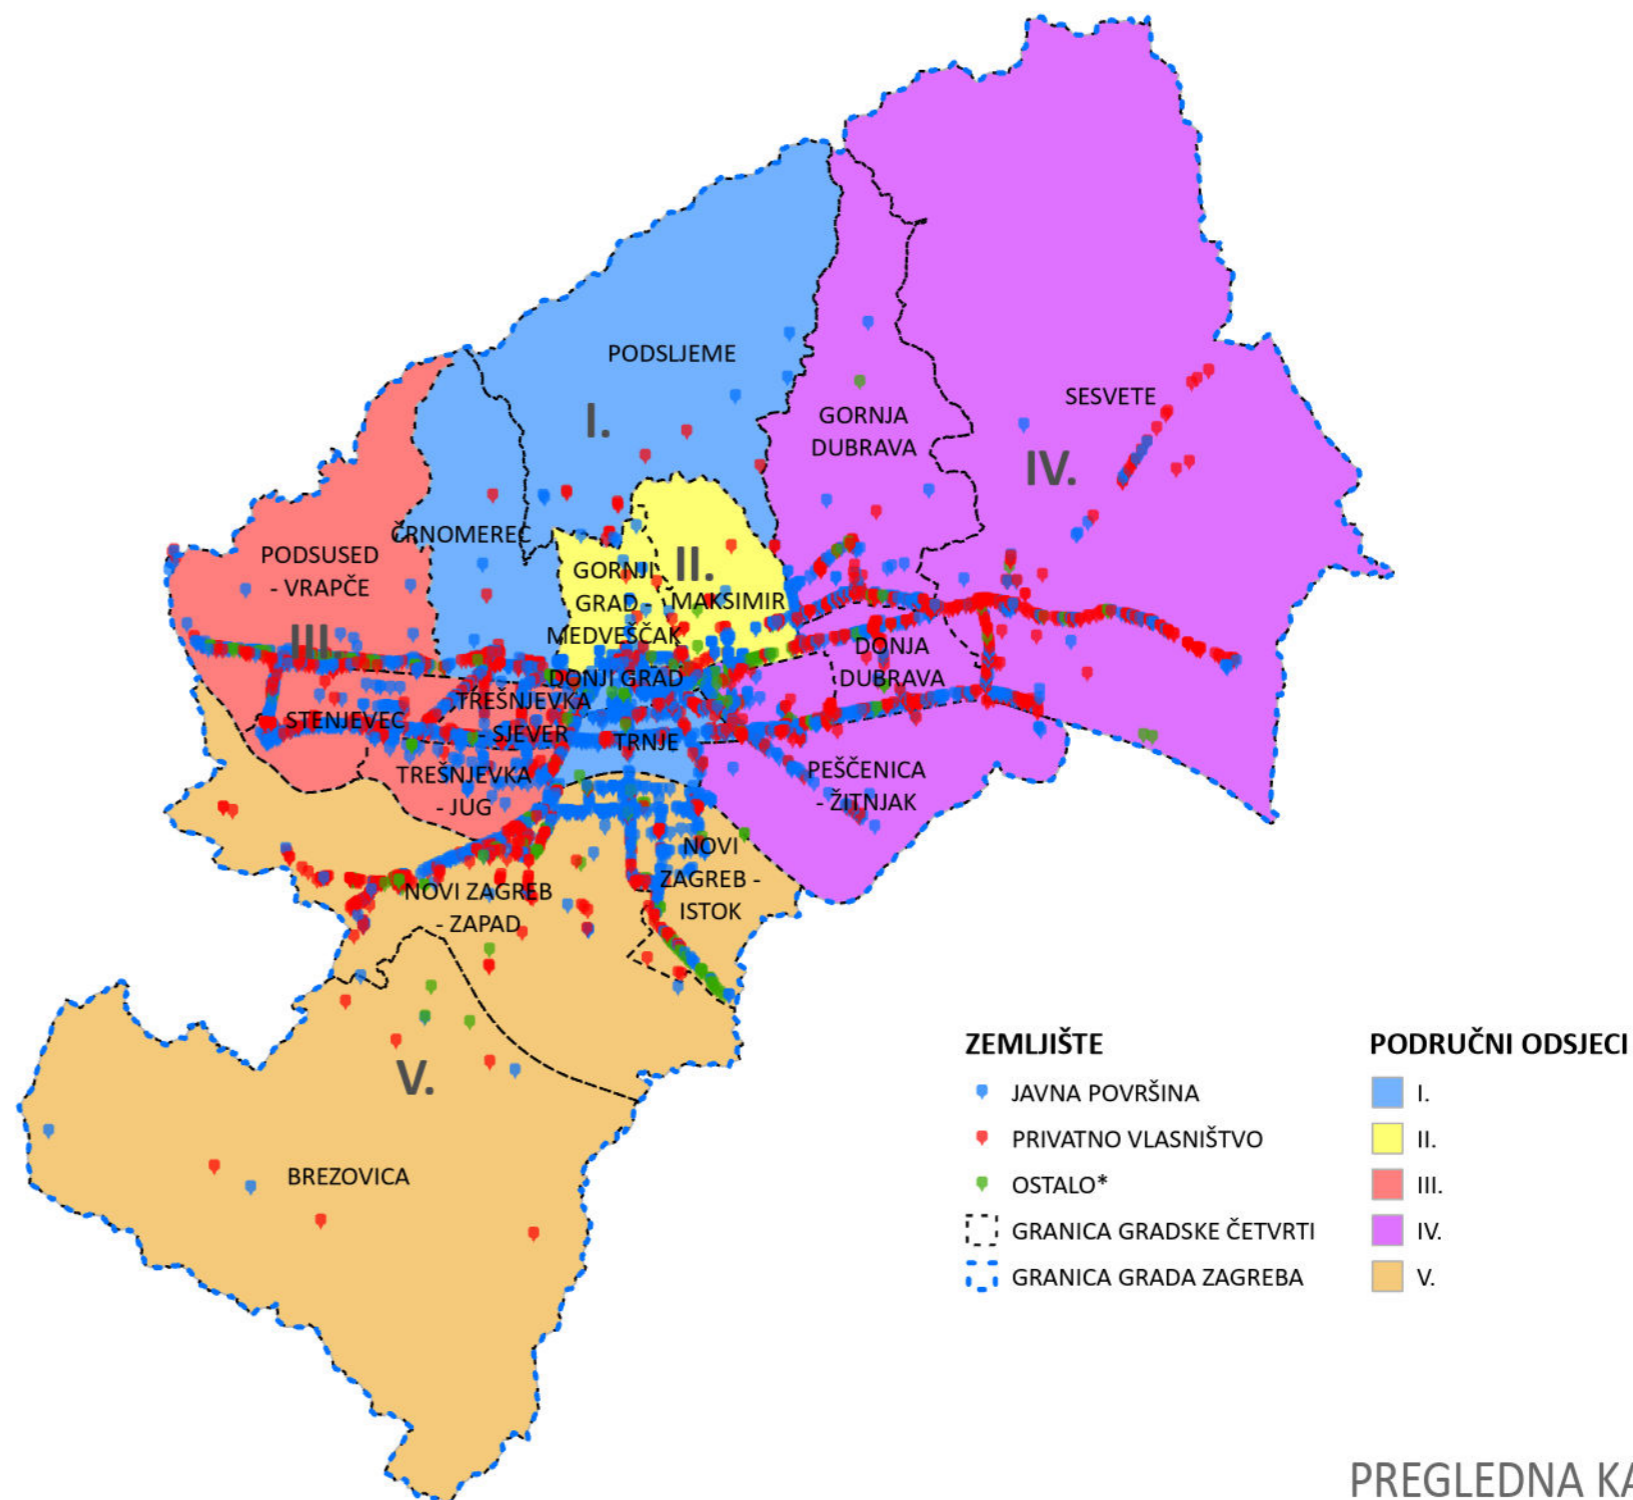 PODSLJEME
I.
SESVETE
GORNJA
DUBRAVA
IV.
ČRNOMEREC
PODSUSED
- VRAPČE
GORNJI
GRAD -
MEDVEŠČAK
II.
MAKSIMIR
III.
DONJA
DUBRAVA
DONJI GRAD
TREŠNJEVKA
- SJEVER
STENJEVEC
TRNJE
TREŠNJEVKA
- JUG
PEŠČENICA
- ŽITNJAK
NOVI
ZAGREB -
ISTOK
NOVI ZAGREB
- ZAPAD
V.
BREZOVICA
ZEMLJIŠTE
JAVNA POVRŠINA
PRIVATNO VLASNIŠTVO
OSTALO*
GRANICA GRADSKE ČETVRTI
GRANICA GRADA ZAGREBA
PODRUČNI ODSJECI
I.
II.
III.
IV.
V.
PREGLEDNA KA